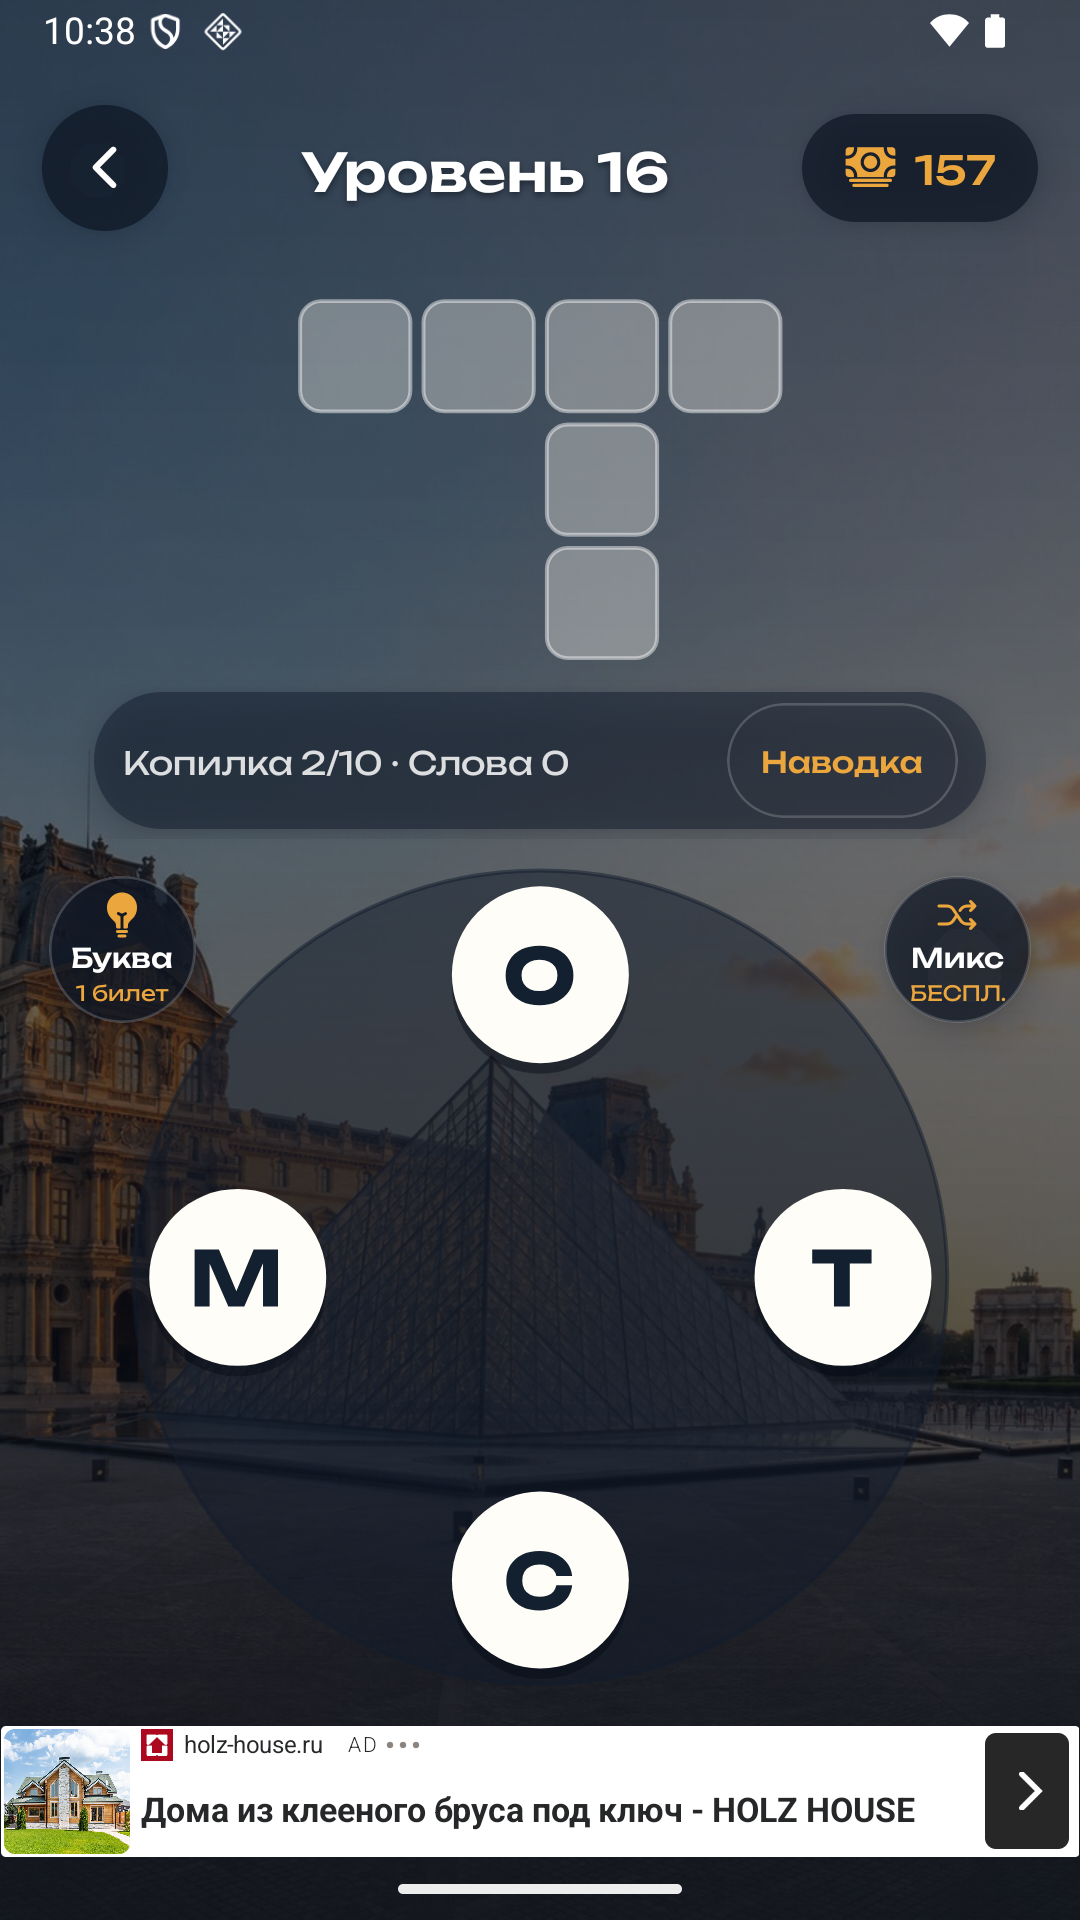 10:38
Уровень 16
157
Копилка 2/10 · Слова 0
Наводка
Буква
1 билет
Микс
БЕСПЛ.
О
М
Т
С
holz-house.ru AD
Дома из клееного бруса под ключ - HOLZ HOUSE